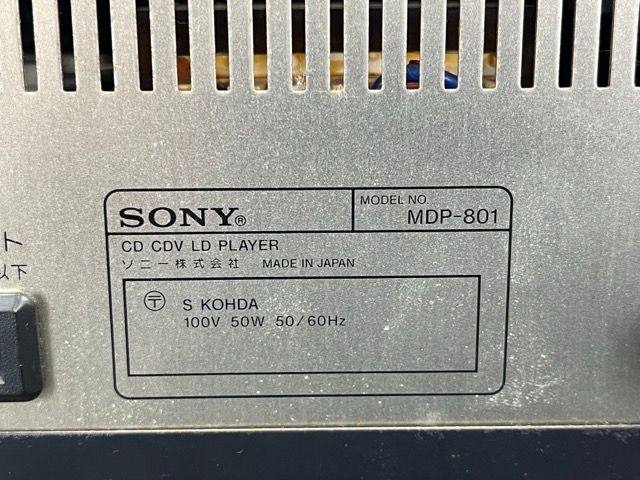 SONY®
MODEL NO.
MDP-801
CD CDV LD PLAYER
ソニー株式会社 MADE IN JAPAN
〶 S KOHDA
100V 50W 50/60Hz
ト
以下